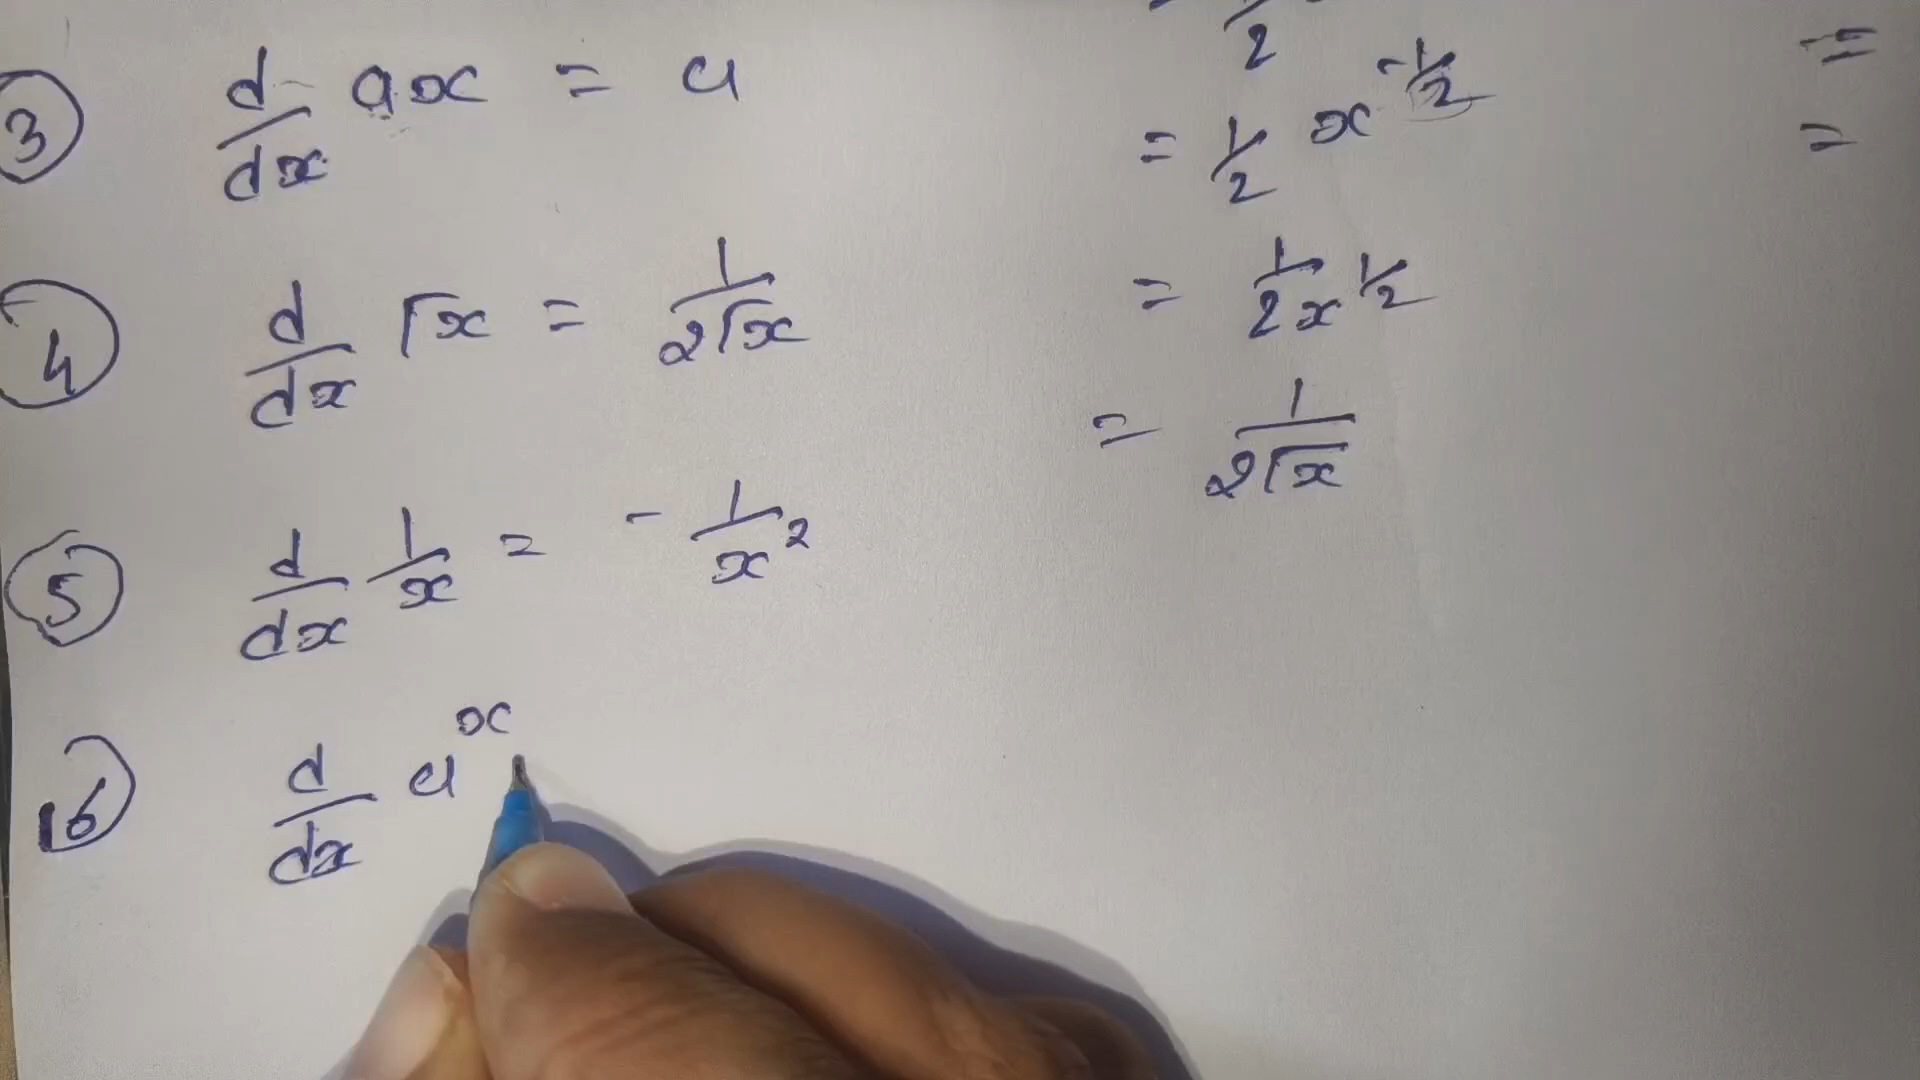 ③ d/dx ax = a
④ d/dx √x = 1/2√x
⑤ d/dx 1/x = - 1/x²
⑥ d/dx a^x
2
= 1/2 x^-1/2
= 1/2x^1/2
= 1/2√x
=
=